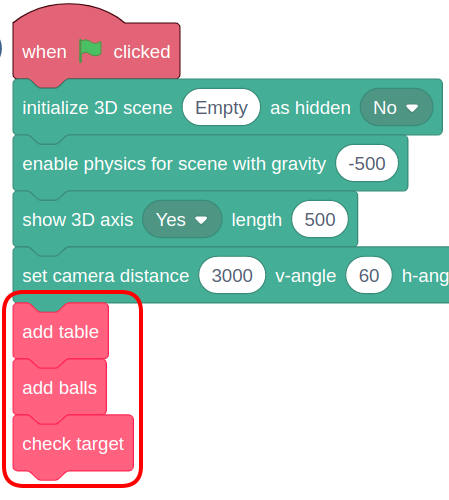 when clicked
initialize 3D scene Empty as hidden No
enable physics for scene with gravity -500
show 3D axis Yes length 500
set camera distance 3000 v-angle 60 h-ang
add table
add balls
check target